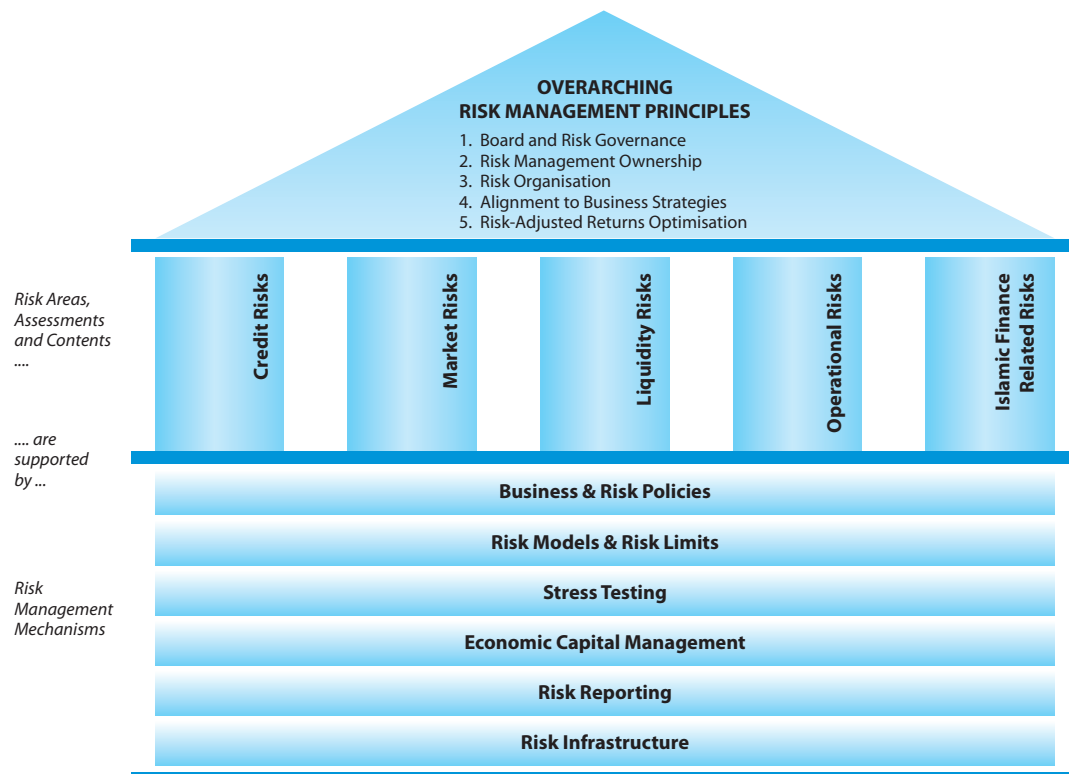 OVERARCHING
RISK MANAGEMENT PRINCIPLES
1. Board and Risk Governance
2. Risk Management Ownership
3. Risk Organisation
4. Alignment to Business Strategies
5. Risk-Adjusted Returns Optimisation
Risk Areas,
Assessments
and Contents
....
Credit Risks
Market Risks
Liquidity Risks
Operational Risks
Islamic Finance
Related Risks
.... are
supported
by ...
Business & Risk Policies
Risk Models & Risk Limits
Stress Testing
Risk
Management
Mechanisms
Economic Capital Management
Risk Reporting
Risk Infrastructure